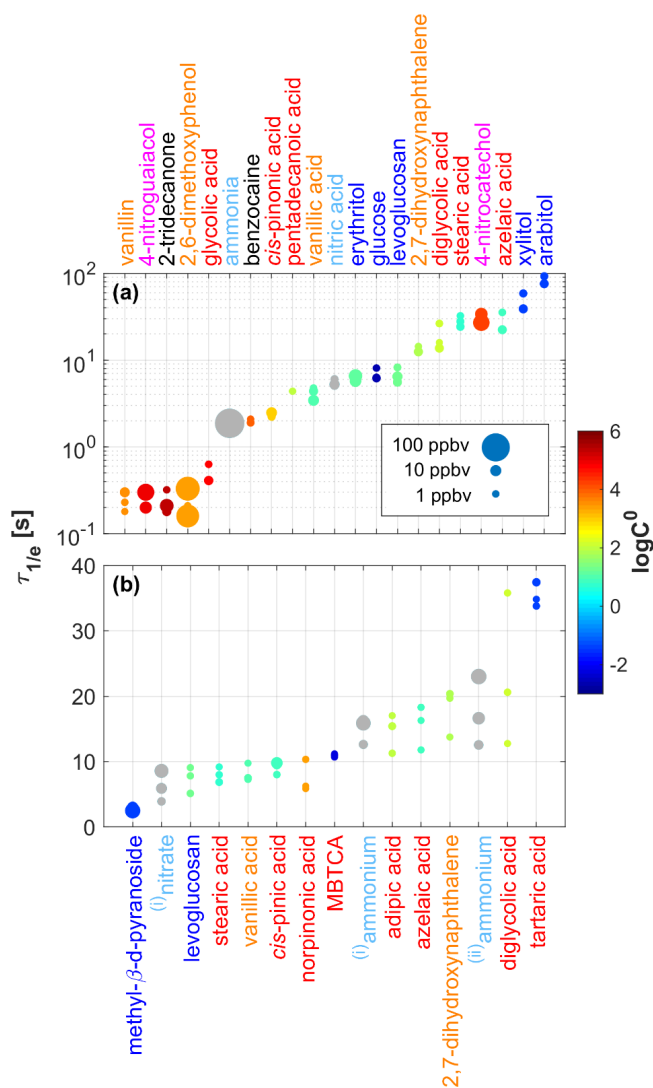 vanillin
4-nitroguaiacol
2-tridecanone
2,6-dimethoxyphenol
glycolic acid
ammonia
benzocaine
cis-pinonic acid
pentadecanoic acid
vanillic acid
nitric acid
erythritol
glucose
levoglucosan
2,7-dihydroxynaphthalene
diglycolic acid
stearic acid
4-nitrocatechol
azelaic acid
xylitol
arabitol
(a)
10²
10¹
10⁰
10⁻¹
100 ppbv
10 ppbv
1 ppbv
τ1/e [s]
6
4
2
0
-2
logC⁰
(b)
40
30
20
10
0
methyl-β-d-pyranoside
(i)nitrate
levoglucosan
stearic acid
vanillic acid
cis-pinic acid
norpinonic acid
MBTCA
(i)ammonium
adipic acid
azelaic acid
2,7-dihydroxynaphthalene
(ii)ammonium
diglycolic acid
tartaric acid